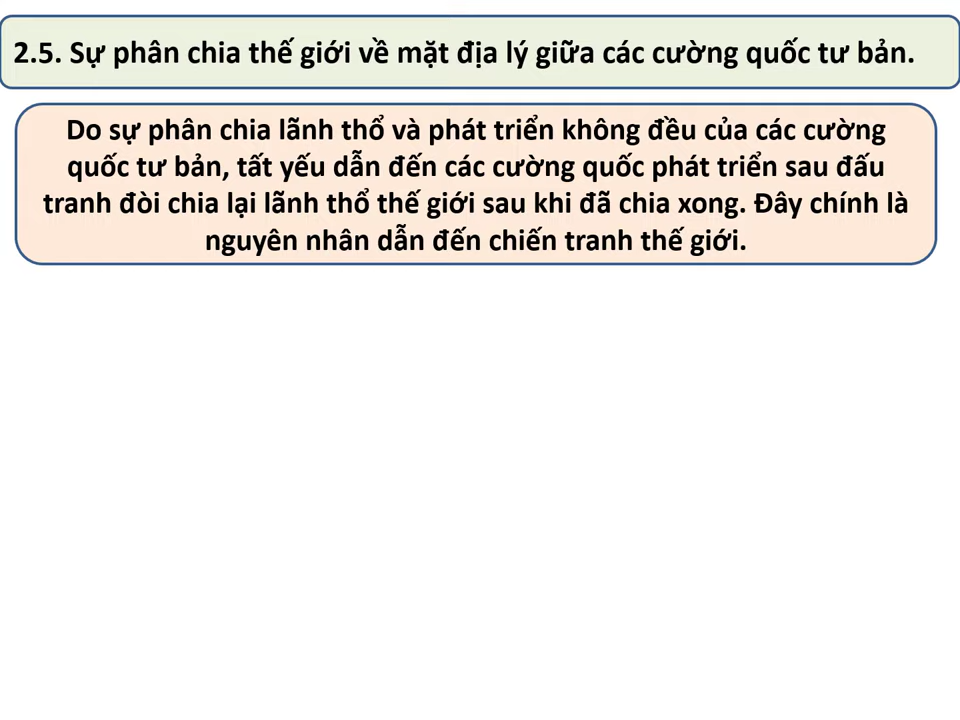 2.5. Sự phân chia thế giới về mặt địa lý giữa các cường quốc tư bản.
Do sự phân chia lãnh thổ và phát triển không đều của các cường
quốc tư bản, tất yếu dẫn đến các cường quốc phát triển sau đấu
tranh đòi chia lại lãnh thổ thế giới sau khi đã chia xong. Đây chính là
nguyên nhân dẫn đến chiến tranh thế giới.